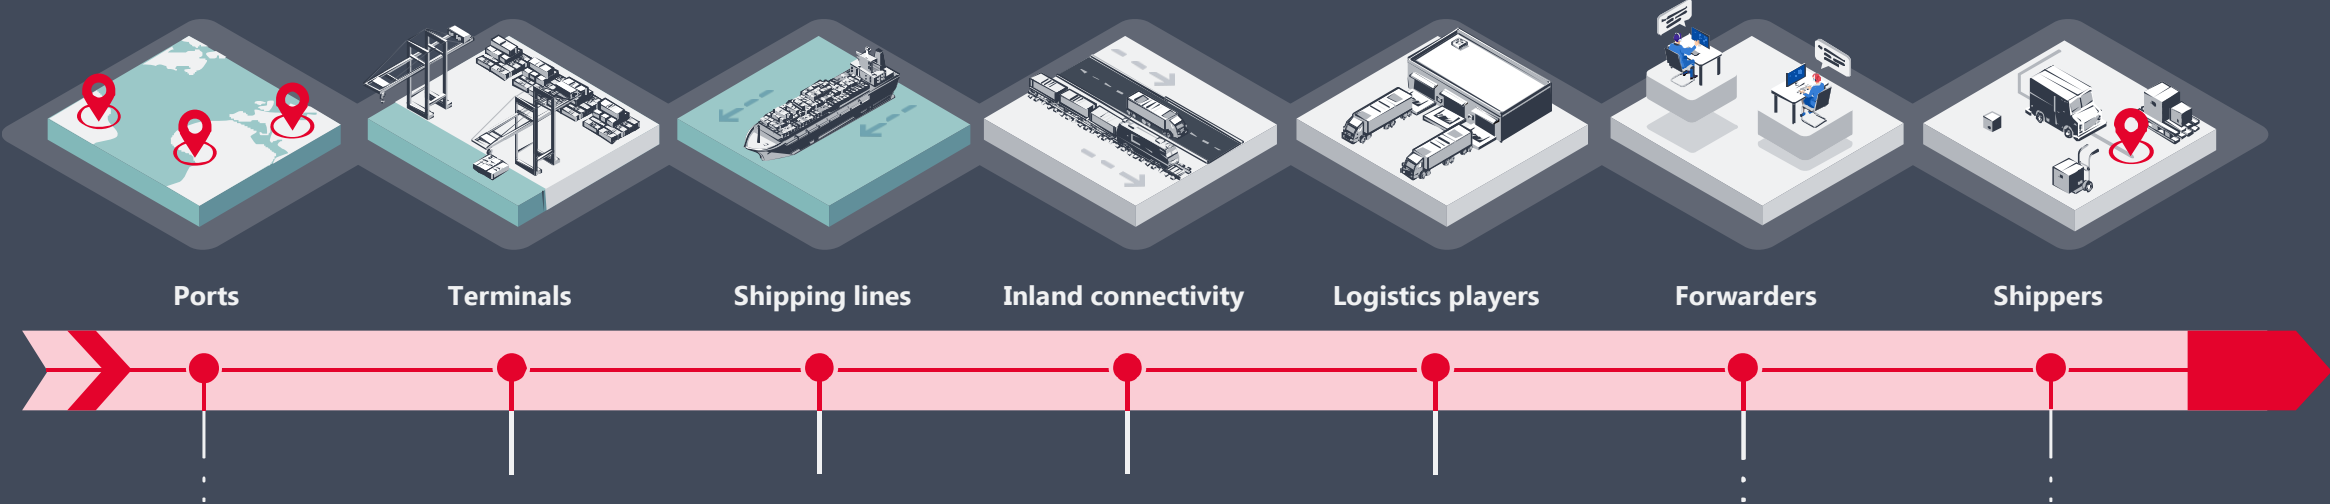 Ports
Terminals
Shipping lines
Inland connectivity
Logistics players
Forwarders
Shippers